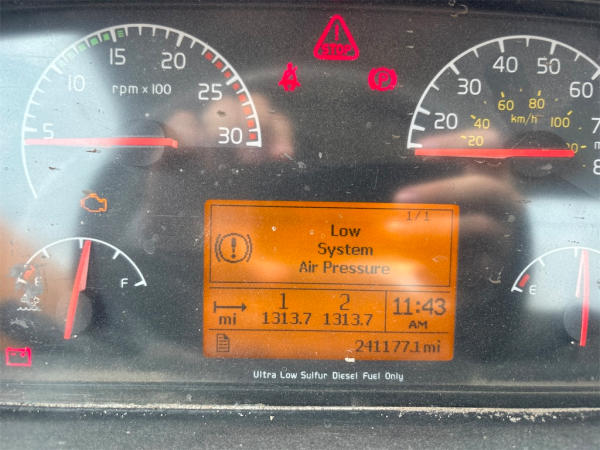 STOP
5
10
15
20
25
30
rpm x 100
P
20
30
40
50
60
20
40
60
80
100
km/h
E
F
E
1/1
Low
System
Air Pressure
mi
1 2
1313.7 1313.7
11:43
AM
241177.1 mi
Ultra Low Sulfur Diesel Fuel Only